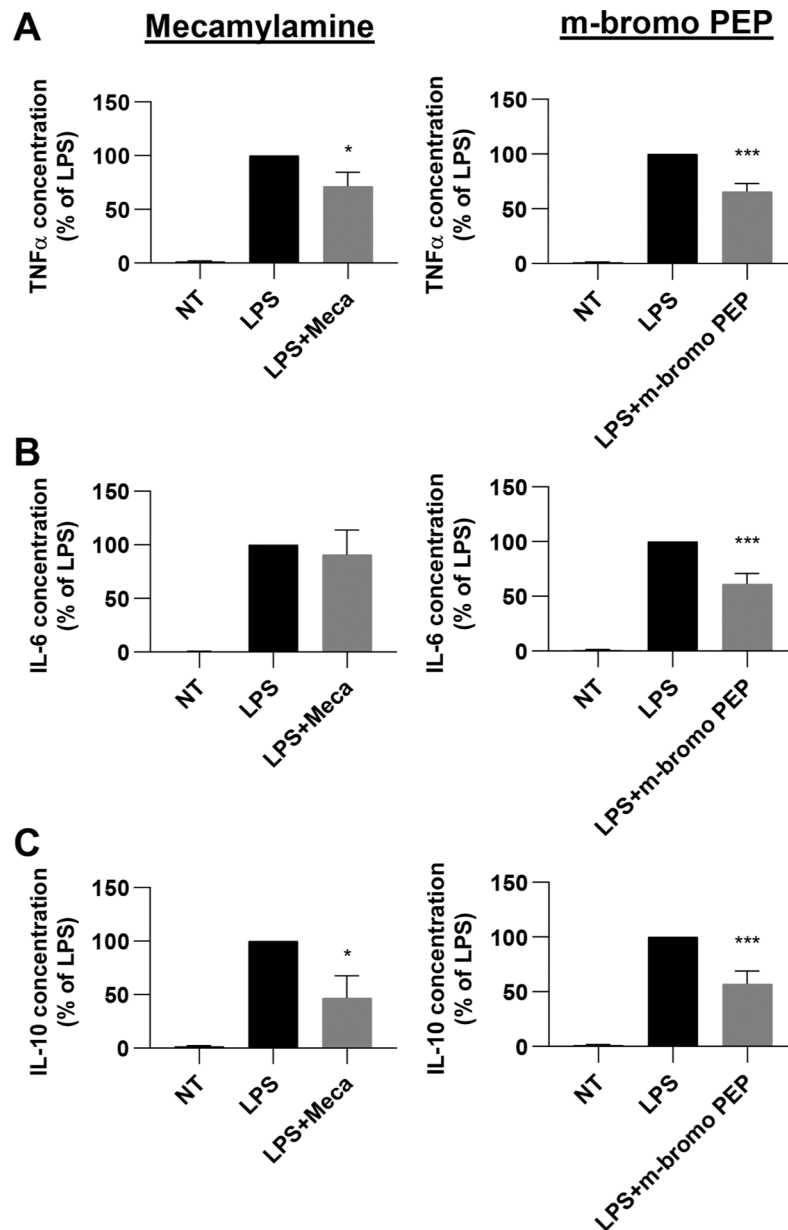 A
Mecamylamine
m-bromo PEP
TNFα concentration
(% of LPS)
150
100
50
0
*
NT
LPS
LPS+Meca
TNFα concentration
(% of LPS)
150
100
50
0
***
NT
LPS
LPS+m-bromo PEP
B
IL-6 concentration
(% of LPS)
150
100
50
0
NT
LPS
LPS+Meca
IL-6 concentration
(% of LPS)
150
100
50
0
***
NT
LPS
LPS+m-bromo PEP
C
IL-10 concentration
(% of LPS)
150
100
50
0
*
NT
LPS
LPS+Meca
IL-10 concentration
(% of LPS)
150
100
50
0
***
NT
LPS
LPS+m-bromo PEP